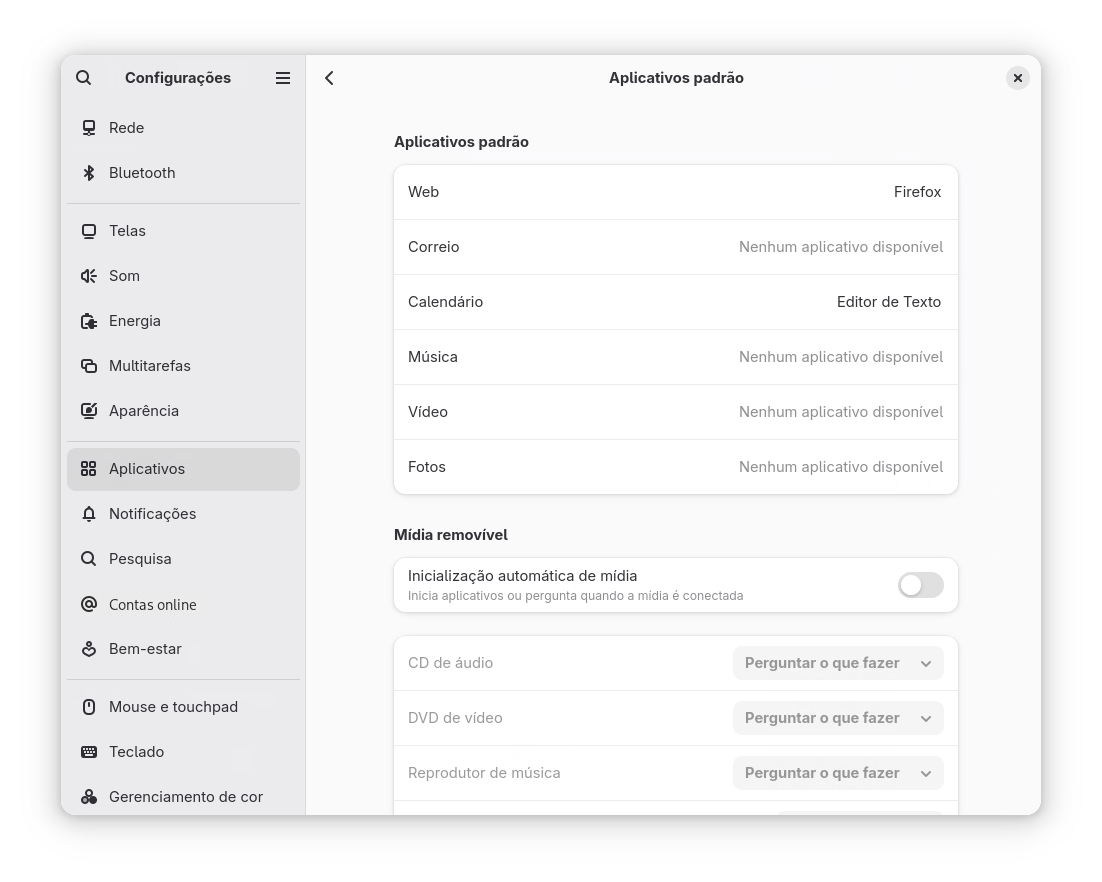 Configurações
Rede
Bluetooth
Telas
Som
Energia
Multitarefas
Aparência
Aplicativos
Notificações
Pesquisa
Contas online
Bem-estar
Mouse e touchpad
Teclado
Gerenciamento de cor
Aplicativos padrão
Aplicativos padrão
Web Firefox
Correio Nenhum aplicativo disponível
Calendário Editor de Texto
Música Nenhum aplicativo disponível
Vídeo Nenhum aplicativo disponível
Fotos Nenhum aplicativo disponível
Mídia removível
Inicialização automática de mídia
Inicia aplicativos ou pergunta quando a mídia é conectada
CD de áudio Perguntar o que fazer
DVD de vídeo Perguntar o que fazer
Reprodutor de música Perguntar o que fazer